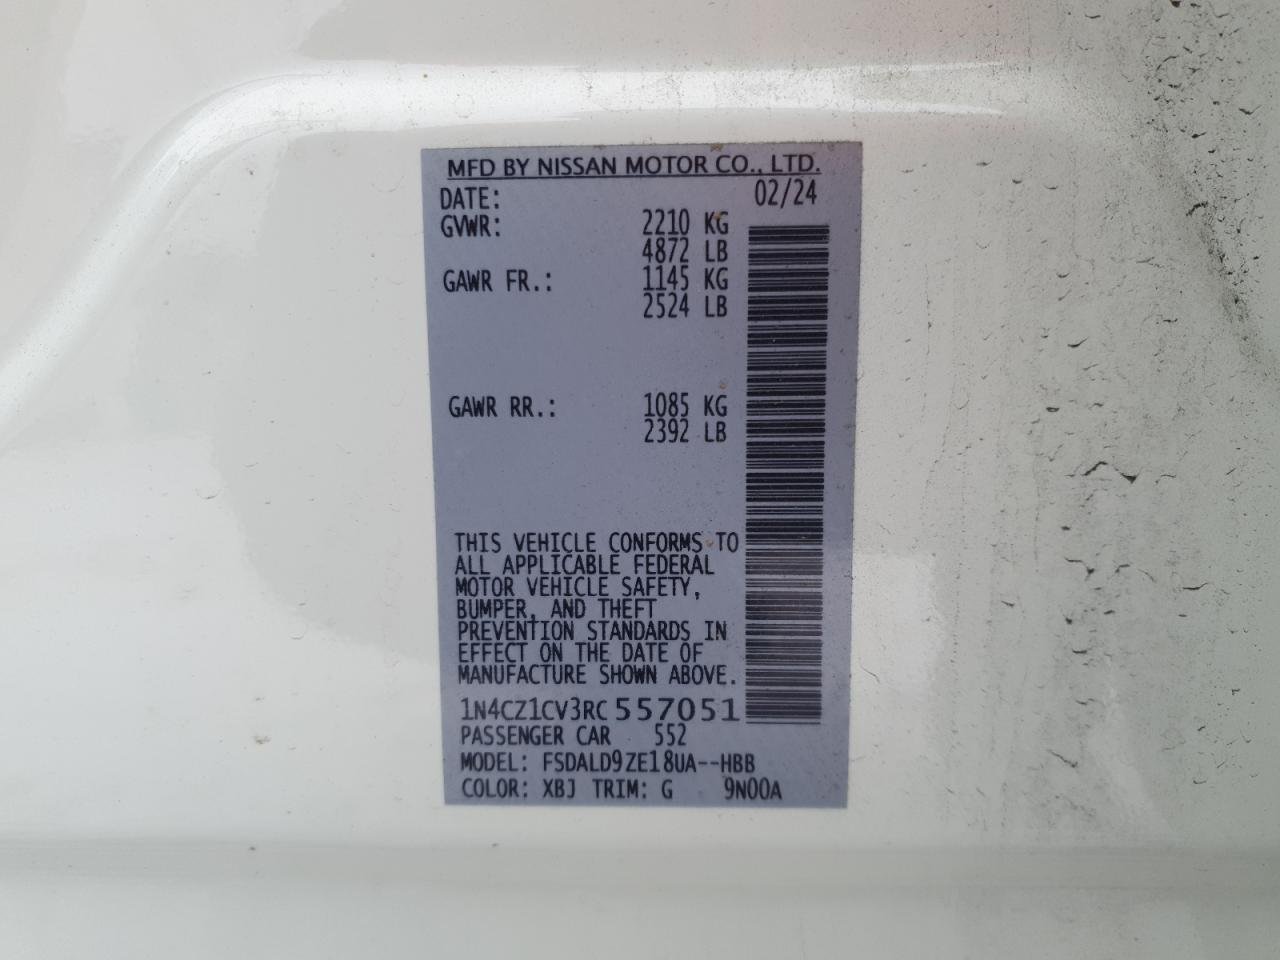 MFD BY NISSAN MOTOR CO., LTD.
DATE: 02/24
GVWR: 2210 KG
4872 LB
GAWR FR.: 1145 KG
2524 LB
GAWR RR.: 1085 KG
2392 LB
THIS VEHICLE CONFORMS TO
ALL APPLICABLE FEDERAL
MOTOR VEHICLE SAFETY,
BUMPER, AND THEFT
PREVENTION STANDARDS IN
EFFECT ON THE DATE OF
MANUFACTURE SHOWN ABOVE.
1N4CZ1CV3RC557051
PASSENGER CAR 552
MODEL: FSDALD9ZE18UA--HBB
COLOR: XBJ TRIM: G 9N00A